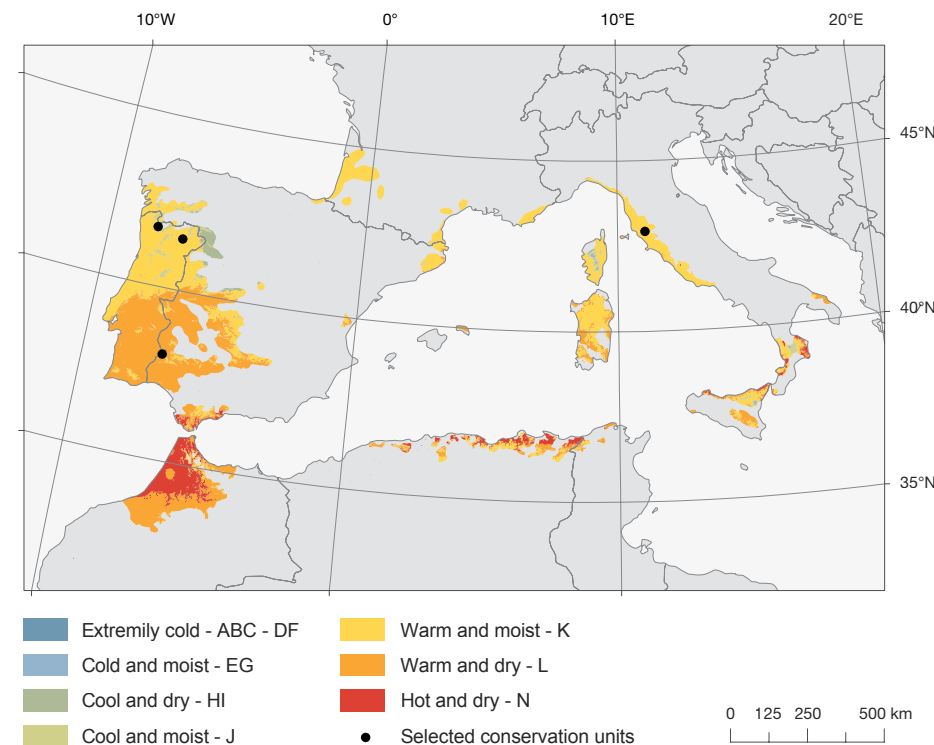 10°W 0° 10°E 20°E
45°N
40°N
35°N
Extremily cold - ABC - DF
Cold and moist - EG
Cool and dry - HI
Cool and moist - J
Warm and moist - K
Warm and dry - L
Hot and dry - N
Selected conservation units
0 125 250 500 km